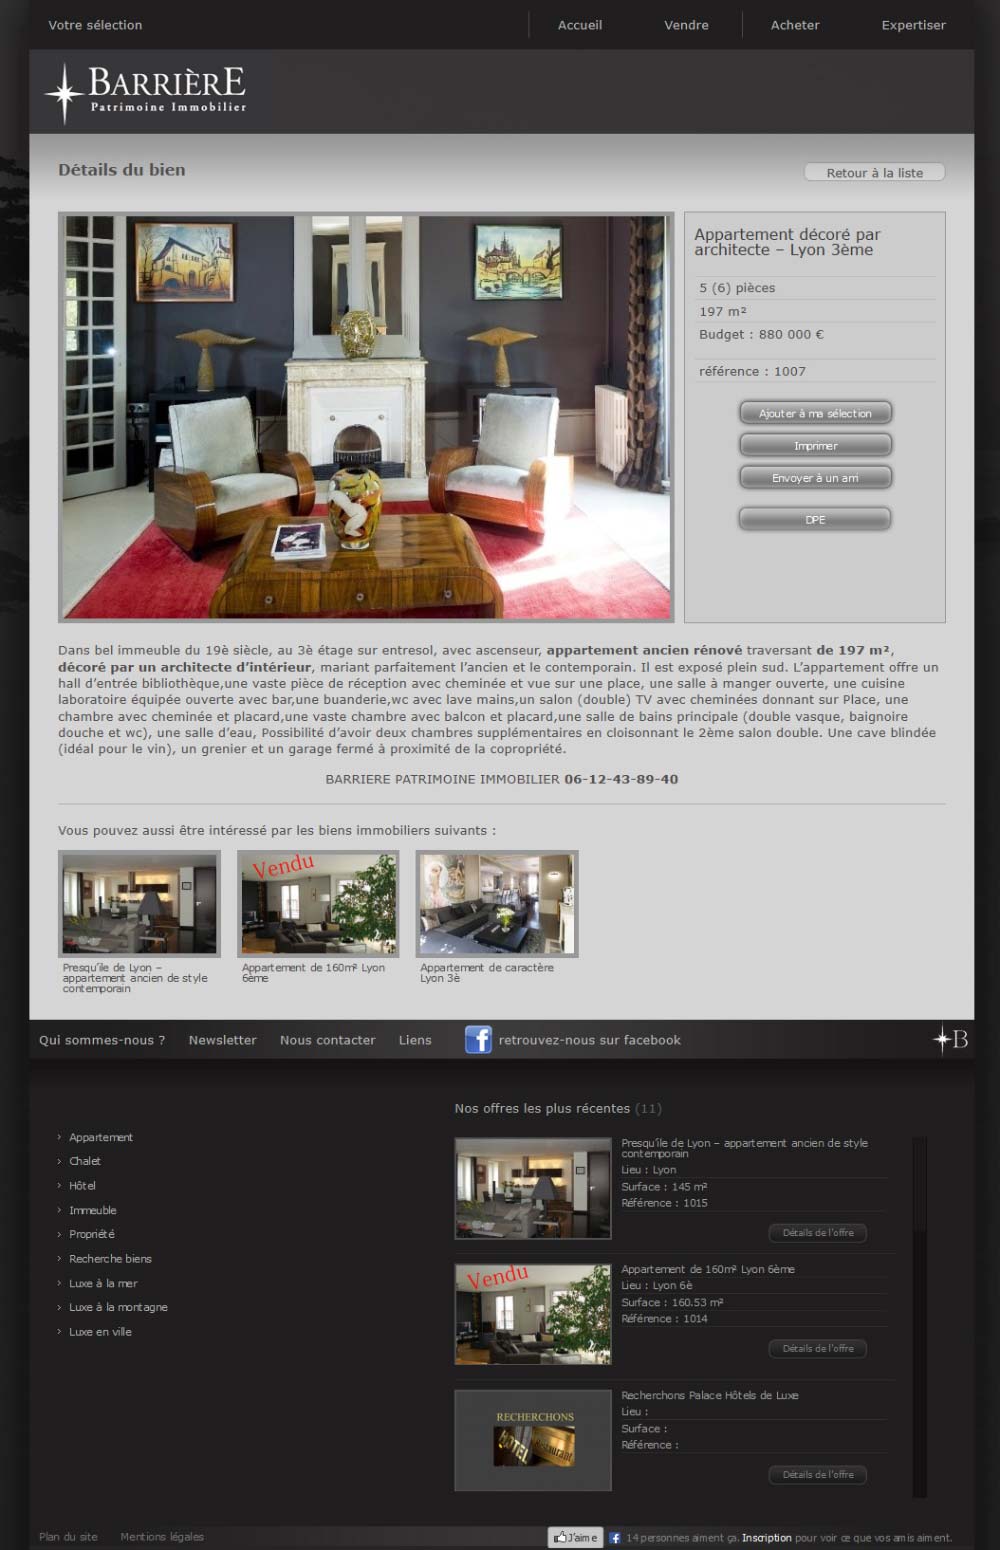 Votre sélection
Accueil
Vendre
Acheter
Expertiser
BARRIÈRE
Patrimoine Immobilier
Détails du bien
Retour à la liste
Appartement décoré par
architecte – Lyon 3ème
5 (6) pièces
197 m²
Budget : 880 000 €
référence : 1007
Ajouter à ma sélection
Imprimer
Envoyer à un ami
DPE
Dans bel immeuble du 19è siècle, au 3è étage sur entresol, avec ascenseur, appartement ancien rénové traversant de 197 m²,
décoré par un architecte d'intérieur, mariant parfaitement l'ancien et le contemporain. Il est exposé plein sud. L'appartement offre un
hall d'entrée bibliothèque,une vaste pièce de réception avec cheminée et vue sur une place, une salle à manger ouverte, une cuisine
laboratoire équipée ouverte avec bar,une buanderie,wc avec lave mains,un salon (double) TV avec cheminées donnant sur Place, une
chambre avec cheminée et placard,une vaste chambre avec balcon et placard,une salle de bains principale (double vasque, baignoire
douche et wc), une salle d'eau, Possibilité d'avoir deux chambres supplémentaires en cloisonnant le 2ème salon double. Une cave blindée
(idéal pour le vin), un grenier et un garage fermé à proximité de la copropriété.
BARRIERE PATRIMOINE IMMOBILIER 06-12-43-89-40
Vous pouvez aussi être intéressé par les biens immobiliers suivants :
Vendu
Presqu'ile de Lyon –
appartement ancien de style
contemporain
Appartement de 160m² Lyon
6ème
Appartement de caractère
Lyon 3è
Qui sommes-nous ?
Newsletter
Nous contacter
Liens
f
retrouvez-nous sur facebook
B
Appartement
Chalet
Hôtel
Immeuble
Propriété
Recherche biens
Luxe à la mer
Luxe à la montagne
Luxe en ville
Nos offres les plus récentes (11)
Presqu'ile de Lyon – appartement ancien de style
contemporain
Lieu : Lyon
Surface : 145 m²
Référence : 1015
Détails de l'offre
Vendu
Appartement de 160m² Lyon 6ème
Lieu : Lyon 6è
Surface : 160.53 m²
Référence : 1014
Détails de l'offre
RECHERCHONS
HOTEL
Restaurant
Recherchons Palace Hôtels de Luxe
Lieu :
Surface :
Référence :
Détails de l'offre
Plan du site
Mentions légales
J'aime
f
14 personnes aiment ça. Inscription pour voir ce que vos amis aiment.